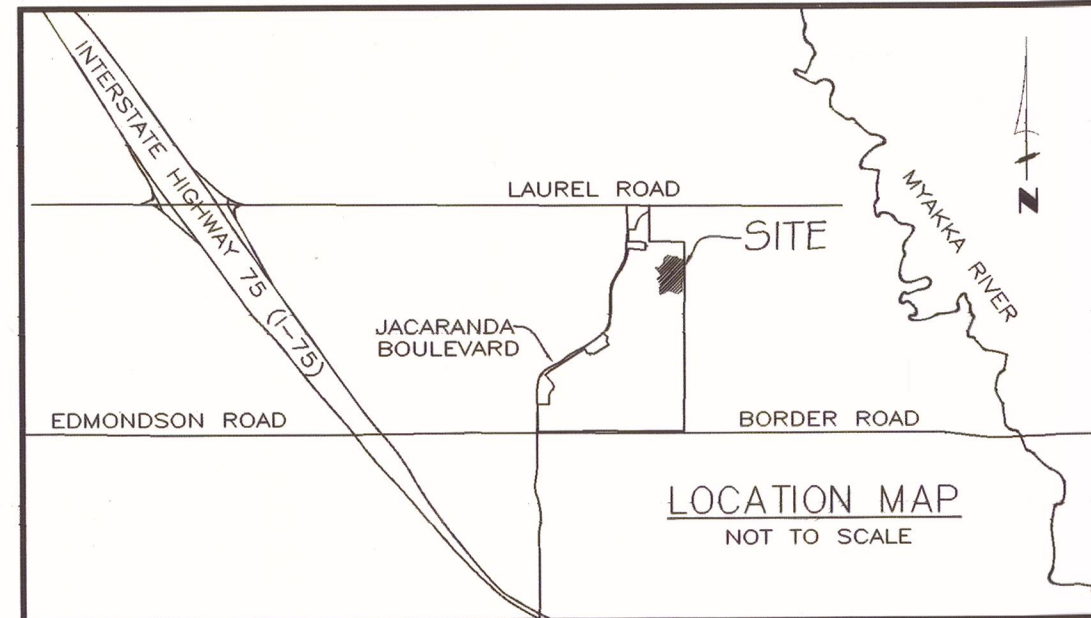 INTERSTATE HIGHWAY 75 (I-75)
LAUREL ROAD
SITE
MYAKKA RIVER
N
JACARANDA
BOULEVARD
EDMONDSON ROAD
BORDER ROAD
LOCATION MAP
NOT TO SCALE